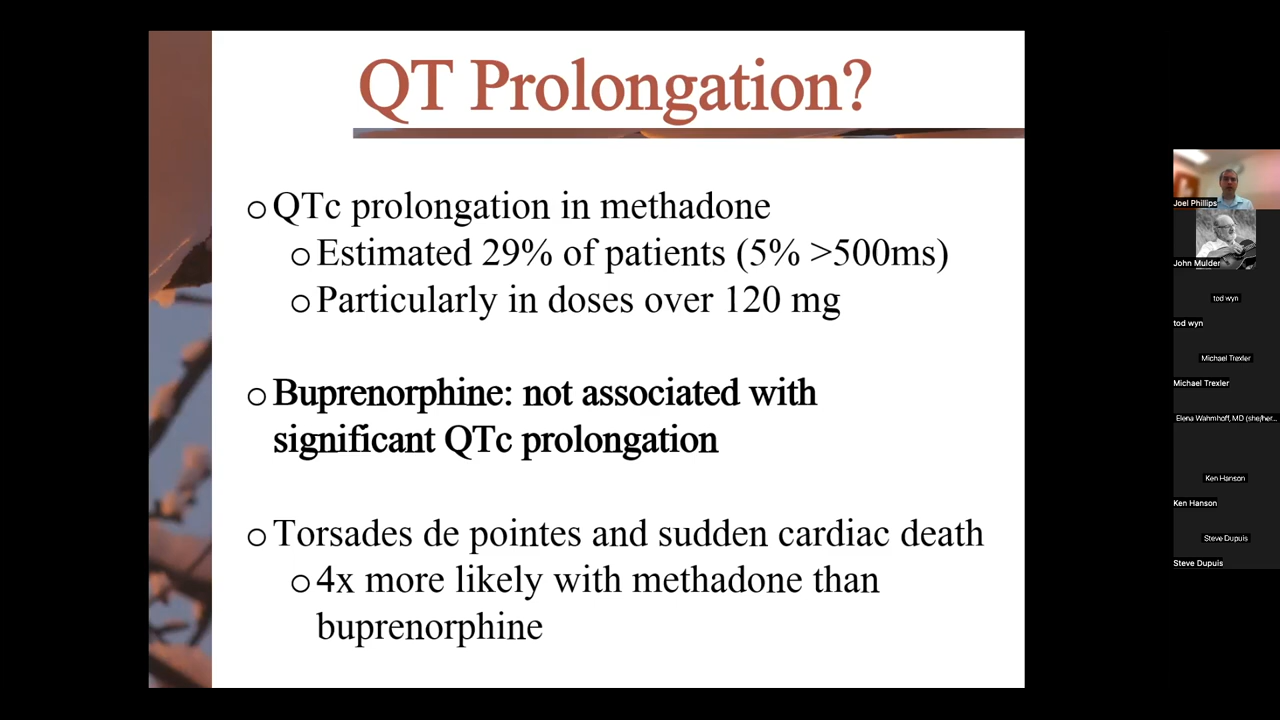 QT Prolongation?
o QTc prolongation in methadone
o Estimated 29% of patients (5% >500ms)
o Particularly in doses over 120 mg
o Buprenorphine: not associated with
significant QTc prolongation
o Torsades de pointes and sudden cardiac death
o 4x more likely with methadone than
buprenorphine
Joel Phillips
John Mulder
tod wyn
tod wyn
Michael Trexler
Michael Trexler
Elena Wahmhoff, MD (she/her...
Ken Hanson
Ken Hanson
Steve Dupuis
Steve Dupuis